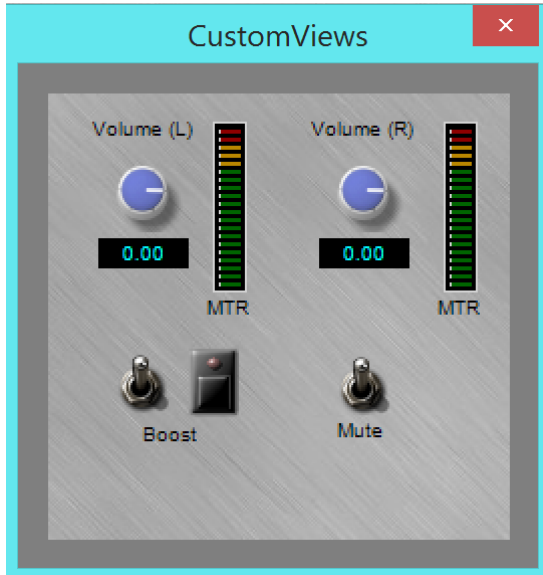 CustomViews
Volume (L)
Volume (R)
0.00
0.00
MTR
MTR
Boost
Mute